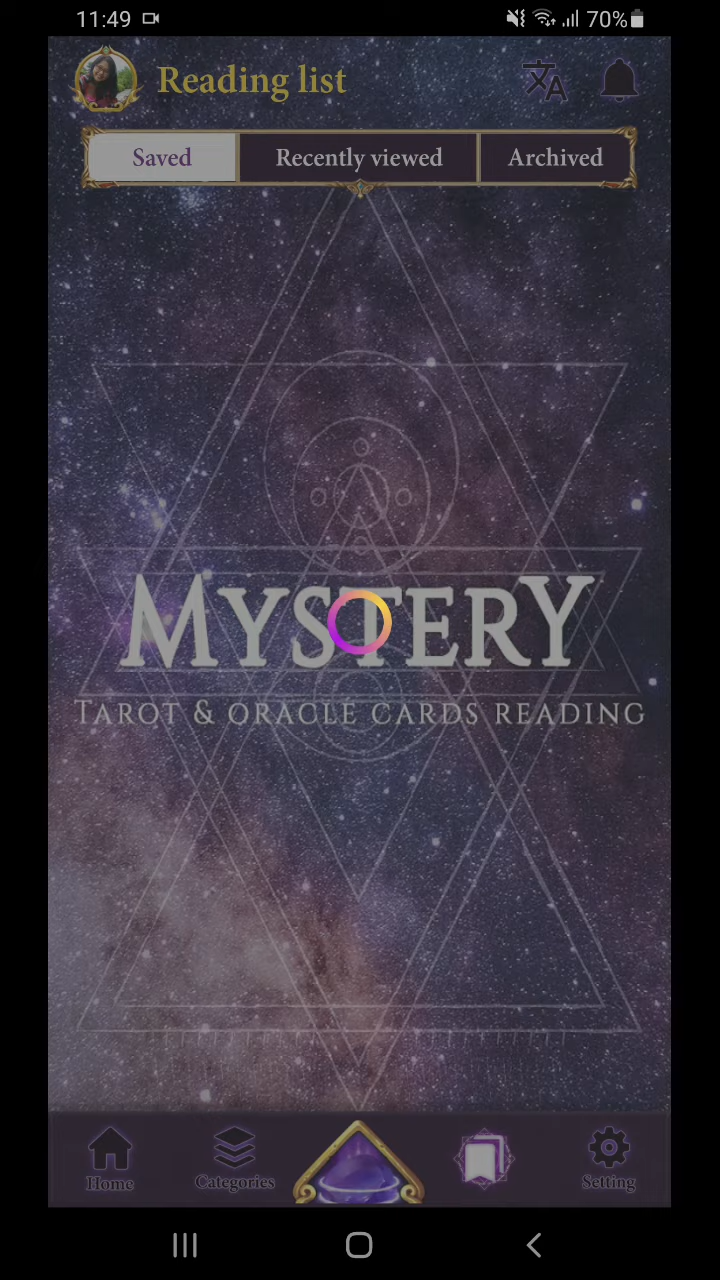 11:49 70%
Reading list
Saved Recently viewed Archived
MYSTERY
TAROT & ORACLE CARDS READING
Home Categories Setting